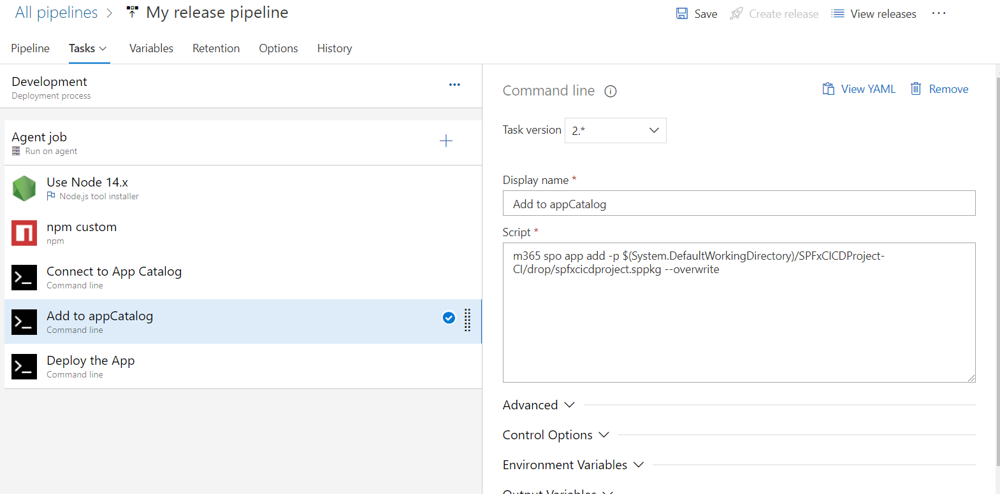 All pipelines > My release pipeline
Save Create release View releases ...
Pipeline Tasks Variables Retention Options History
Development
Deployment process
Agent job
Run on agent
Use Node 14.x
Node.js tool installer
npm custom
npm
Connect to App Catalog
Command line
Add to appCatalog
Command line
Deploy the App
Command line
Command line
View YAML Remove
Task version 2.*
Display name *
Add to appCatalog
Script *
m365 spo app add -p $(System.DefaultWorkingDirectory)/SPFxCICDProject-
CI/drop/spfxcicdproject.sppkg --overwrite
Advanced
Control Options
Environment Variables
Output Variables